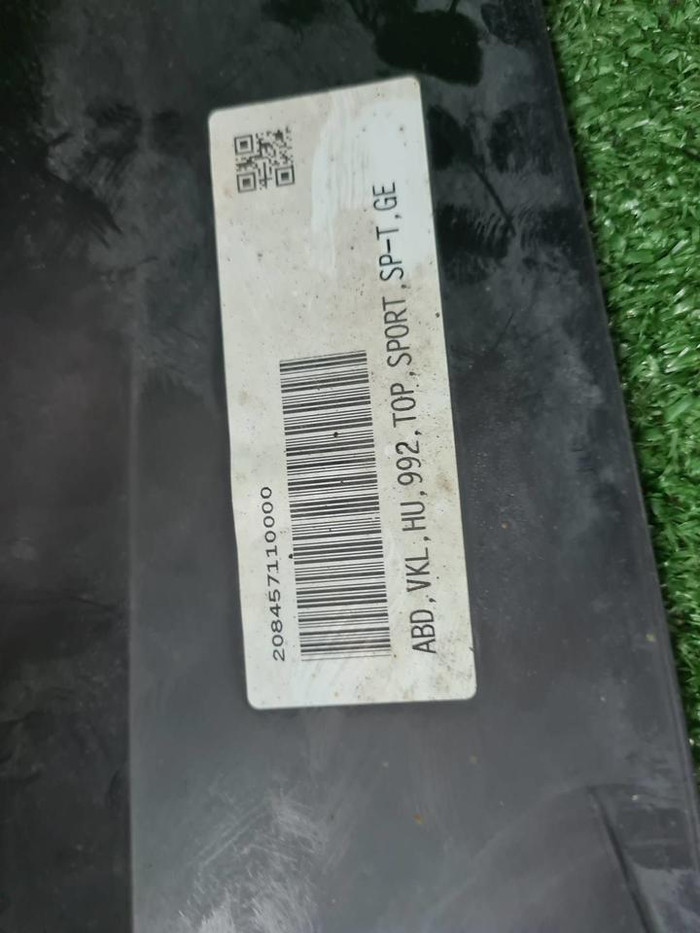 208457110000
ABD,VKL,HU,992,TOP,SPORT,SP-T,GE